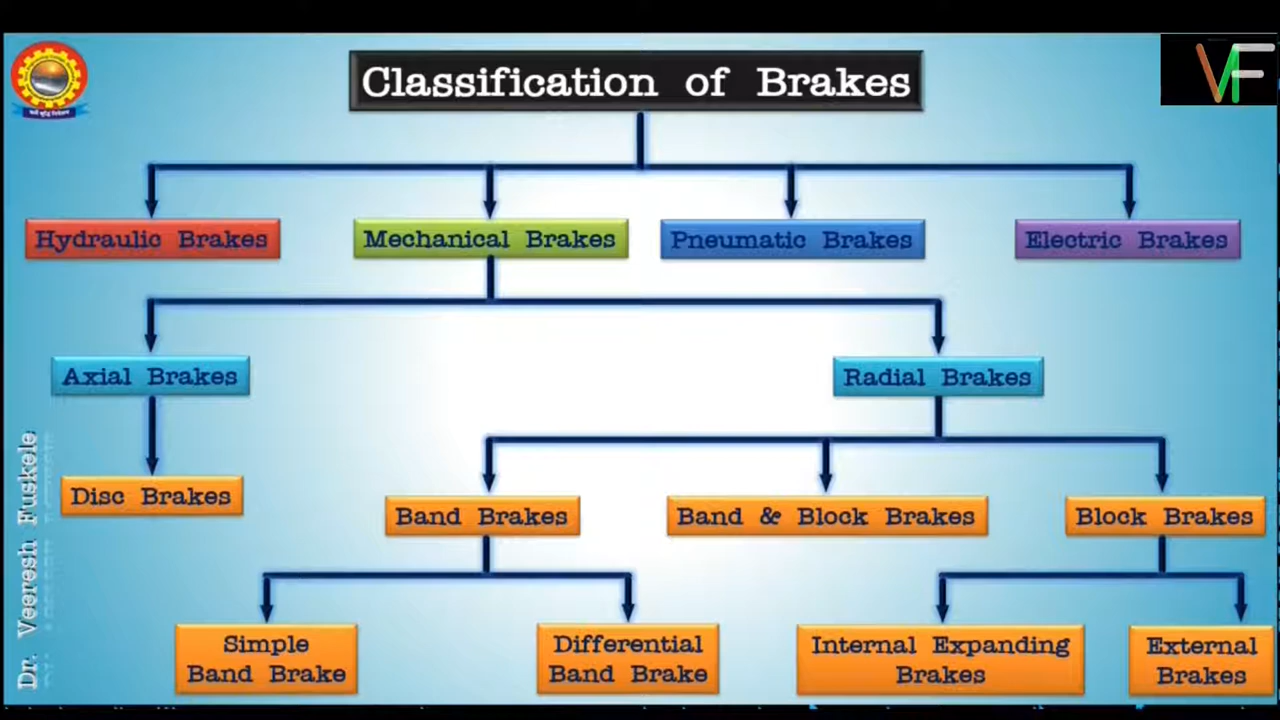 Classification of Brakes
VF
Hydraulic Brakes
Mechanical Brakes
Pneumatic Brakes
Electric Brakes
Axial Brakes
Radial Brakes
Disc Brakes
Band Brakes
Band & Block Brakes
Block Brakes
Simple
Band Brake
Differential
Band Brake
Internal Expanding
Brakes
External
Brakes
Dr. Veeresh Fuskele